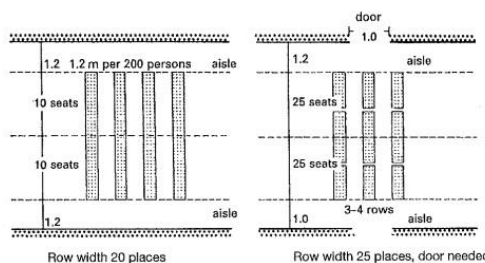 door
1.0
1.2 1.2 m per 200 persons aisle
10 seats
10 seats
1.2 aisle
Row width 20 places
1.2 aisle
25 seats
25 seats
3–4 rows
1.0 aisle
Row width 25 places, door needed